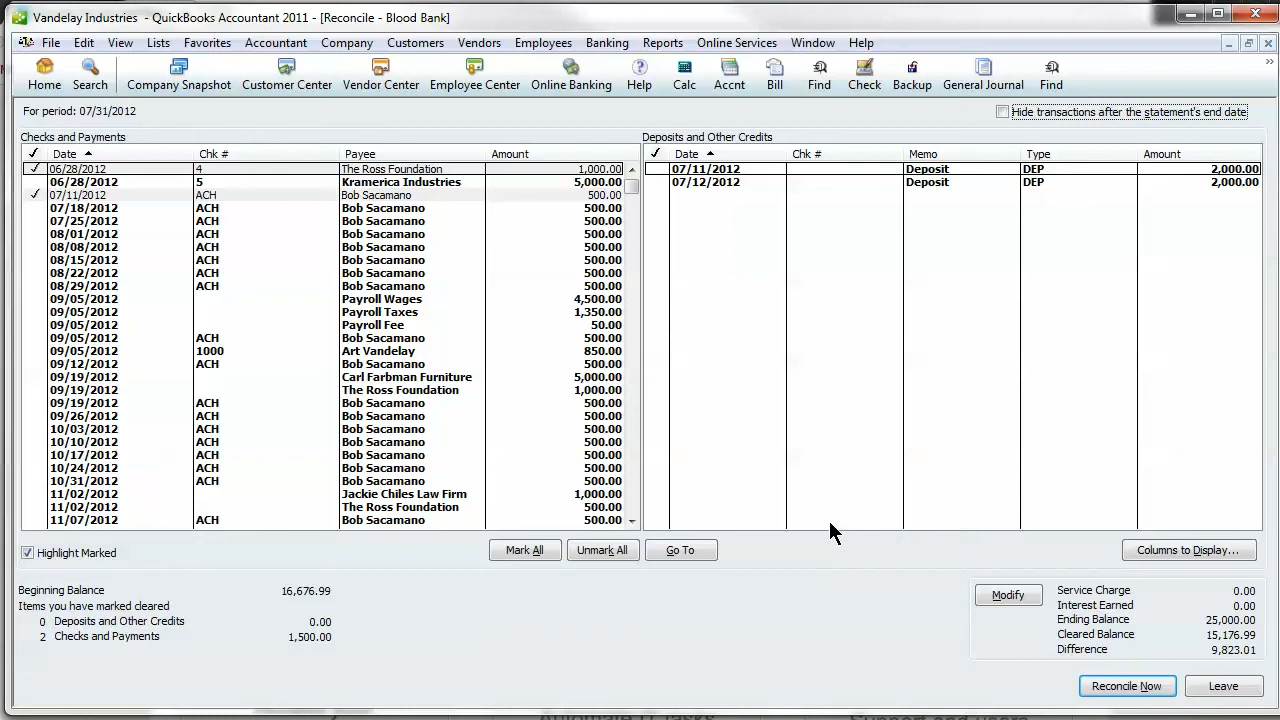 Vandelay Industries - QuickBooks Accountant 2011 - [Reconcile - Blood Bank]
File Edit View Lists Favorites Accountant Company Customers Vendors Employees Banking Reports Online Services Window Help
Home Search Company Snapshot Customer Center Vendor Center Employee Center Online Banking Help Calc Accnt Bill Find Check Backup General Journal Find
For period: 07/31/2012
Hide transactions after the statement's end date
Checks and Payments
Date Chk # Payee Amount
06/28/2012 4 The Ross Foundation 1,000.00
06/28/2012 5 Kramerica Industries 5,000.00
07/11/2012 ACH Bob Sacamano 500.00
07/18/2012 ACH Bob Sacamano 500.00
07/25/2012 ACH Bob Sacamano 500.00
08/01/2012 ACH Bob Sacamano 500.00
08/08/2012 ACH Bob Sacamano 500.00
08/15/2012 ACH Bob Sacamano 500.00
08/22/2012 ACH Bob Sacamano 500.00
08/29/2012 ACH Bob Sacamano 500.00
09/05/2012 Payroll Wages 4,500.00
09/05/2012 Payroll Taxes 1,350.00
09/05/2012 Payroll Fee 50.00
09/05/2012 ACH Bob Sacamano 500.00
09/05/2012 1000 Art Vandelay 850.00
09/12/2012 ACH Bob Sacamano 500.00
09/19/2012 Carl Farbman Furniture 5,000.00
09/19/2012 The Ross Foundation 1,000.00
09/19/2012 ACH Bob Sacamano 500.00
09/26/2012 ACH Bob Sacamano 500.00
10/03/2012 ACH Bob Sacamano 500.00
10/10/2012 ACH Bob Sacamano 500.00
10/17/2012 ACH Bob Sacamano 500.00
10/24/2012 ACH Bob Sacamano 500.00
10/31/2012 ACH Bob Sacamano 500.00
11/02/2012 Jackie Chiles Law Firm 1,000.00
11/02/2012 The Ross Foundation 500.00
11/07/2012 ACH Bob Sacamano 500.00
Deposits and Other Credits
Date Chk # Memo Type Amount
07/11/2012 Deposit DEP 2,000.00
07/12/2012 Deposit DEP 2,000.00
Highlight Marked
Mark All Unmark All Go To Columns to Display...
Beginning Balance 16,676.99
Items you have marked cleared
0 Deposits and Other Credits 0.00
2 Checks and Payments 1,500.00
Modify
Service Charge 0.00
Interest Earned 0.00
Ending Balance 25,000.00
Cleared Balance 15,176.99
Difference 9,823.01
Reconcile Now Leave